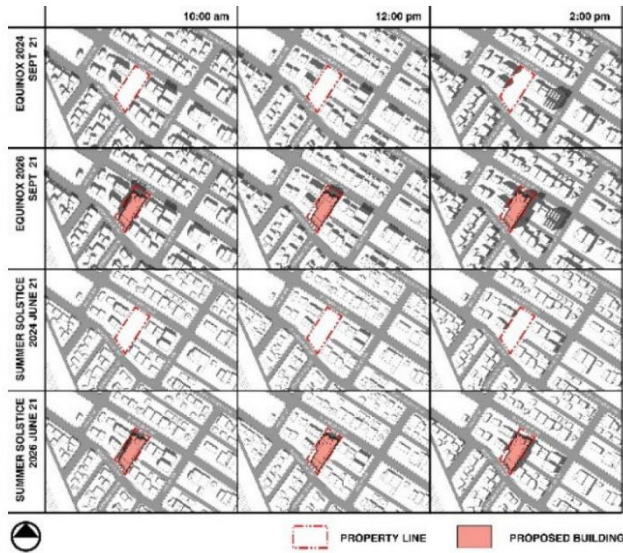 10:00 am
12:00 pm
2:00 pm
EQUINOX 2024
SEPT 21
EQUINOX 2026
SEPT 21
SUMMER SOLSTICE
2024 JUNE 21
SUMMER SOLSTICE
2026 JUNE 21
PROPERTY LINE
PROPOSED BUILDING